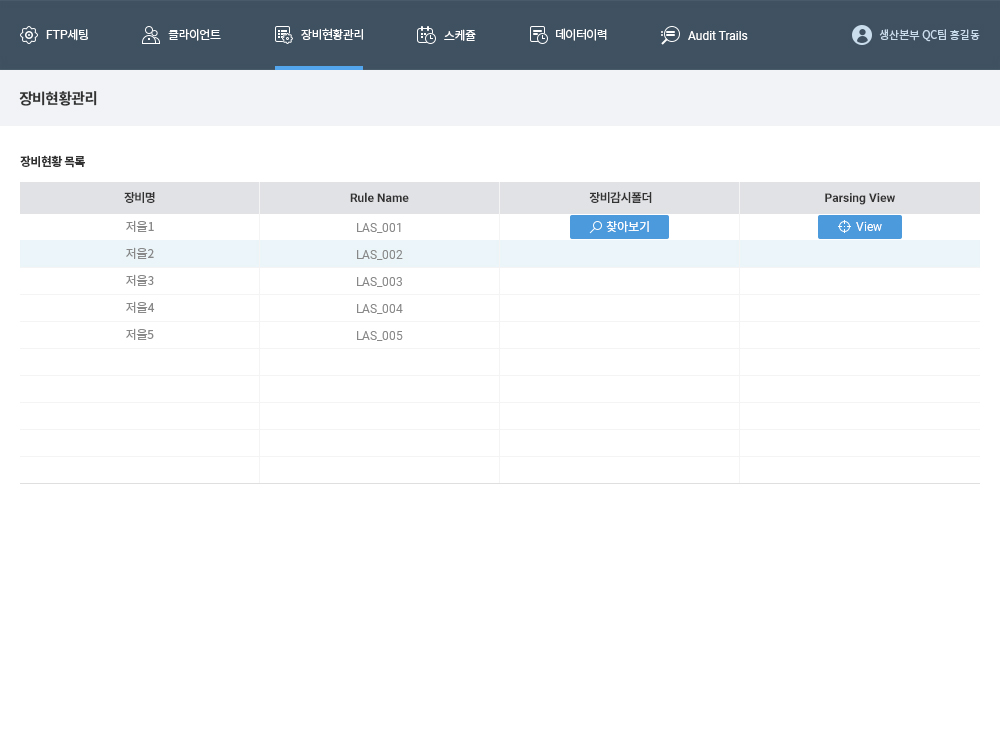 FTP세팅 클라이언트 장비현황관리 스케쥴 데이터이력 Audit Trails 생산본부 QC팀 홍길동
장비현황관리
장비현황 목록
장비명 Rule Name 장비감시폴더 Parsing View
저울1 LAS_001 찾아보기 View
저울2 LAS_002
저울3 LAS_003
저울4 LAS_004
저울5 LAS_005